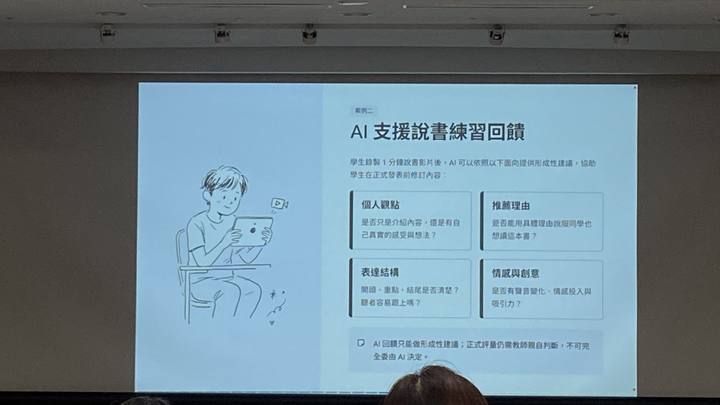 案例二
AI 支援說書練習回饋
學生錄製 1 分鐘說書影片後，AI 可以依照以下面向提供形成性建議，協助
學生在正式發表前修訂內容：
個人觀點
是否只是介紹內容，還是有自
己真實的感受與想法？
推薦理由
是否能用具體理由說服同學也
想讀這本書？
表達結構
開頭、重點、結尾是否清楚？
聽者容易跟上嗎？
情感與創意
是否有聲音變化、情感投入與
吸引力？
AI 回饋只能做形成性建議；正式評量仍需教師親自判斷，不可完
全委由 AI 決定。